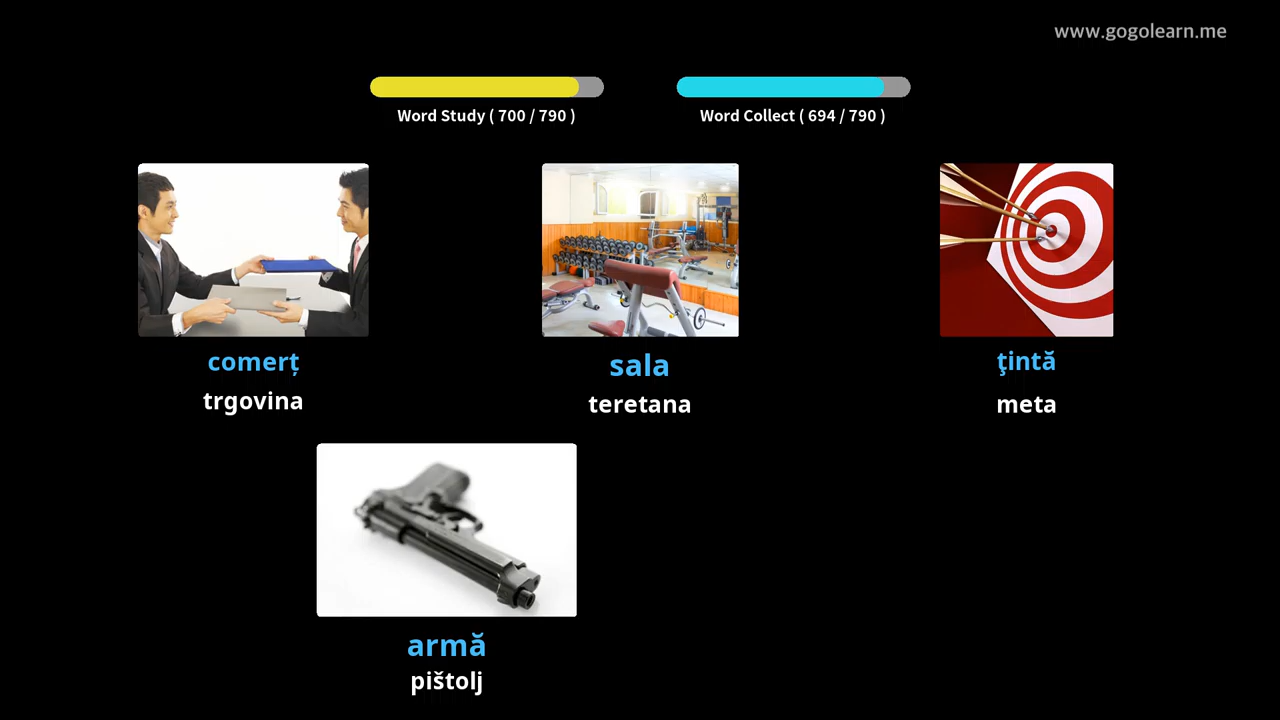 www.gogolearn.me
Word Study ( 700 / 790 )
Word Collect ( 694 / 790 )
comerț
sala
ţintă
trgovina
teretana
meta
armă
pištolj